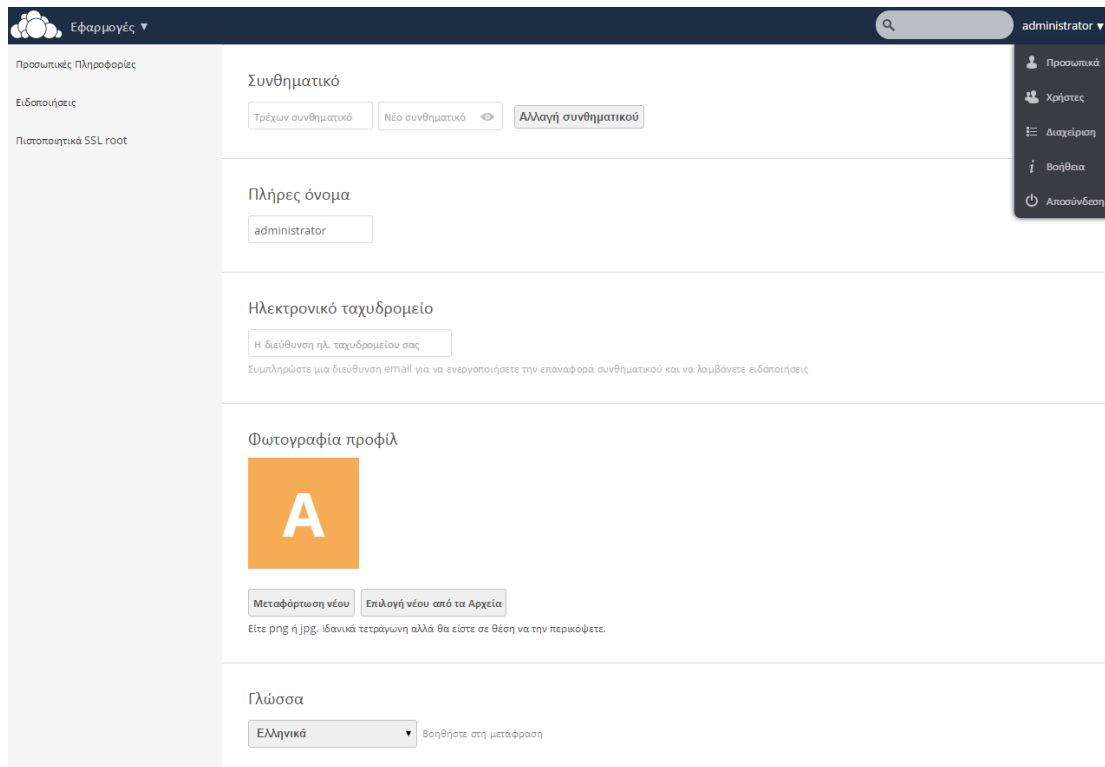 Εφαρμογές ▼
administrator ▼
Προσωπικές Πληροφορίες
Ειδοποιήσεις
Πιστοποιητικά SSL root
Προσωπικά
Χρήστες
Διαχείριση
Βοήθεια
Αποσύνδεση
Συνθηματικό
Τρέχων συνθηματικό Νέο συνθηματικό Αλλαγή συνθηματικού
Πλήρες όνομα
administrator
Ηλεκτρονικό ταχυδρομείο
Η διεύθυνση ηλ. ταχυδρομείου σας
Συμπληρώστε μια διεύθυνση email για να ενεργοποιήσετε την επαναφορά συνθηματικού και να λαμβάνετε ειδοποιήσεις
Φωτογραφία προφίλ
A
Μεταφόρτωση νέου Επιλογή νέου από τα Αρχεία
Είτε png ή jpg. Ιδανικά τετράγωνη αλλά θα είστε σε θέση να την περικόψετε.
Γλώσσα
Ελληνικά ▼ Βοηθήστε στη μετάφραση